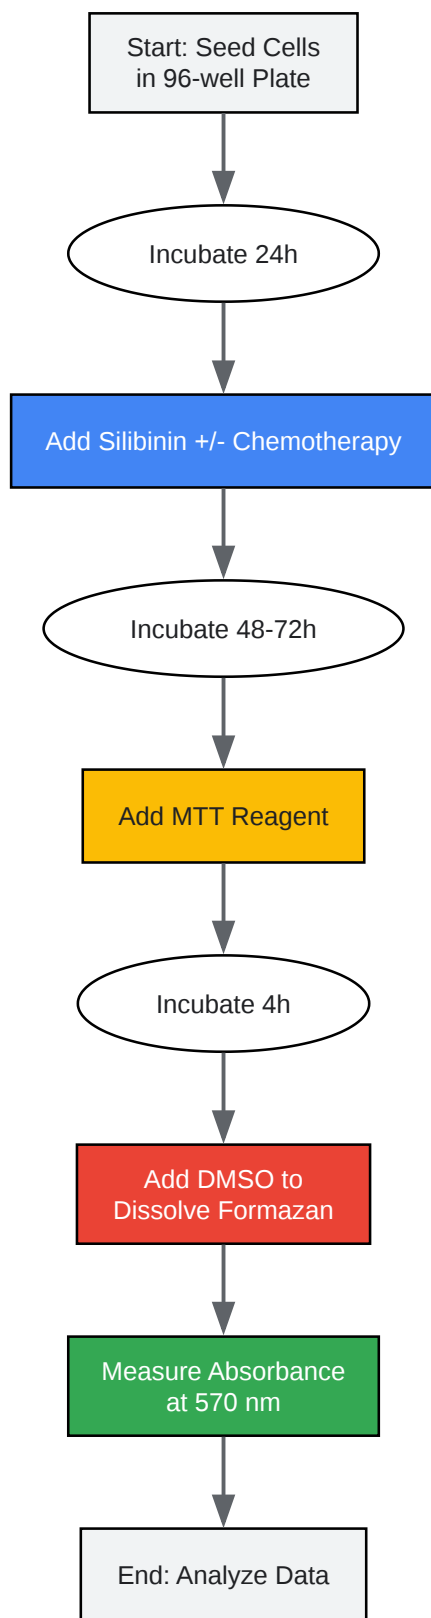 Start: Seed Cells
in 96-well Plate
Incubate 24h
Add Silibinin +/- Chemotherapy
Incubate 48-72h
Add MTT Reagent
Incubate 4h
Add DMSO to
Dissolve Formazan
Measure Absorbance
at 570 nm
End: Analyze Data